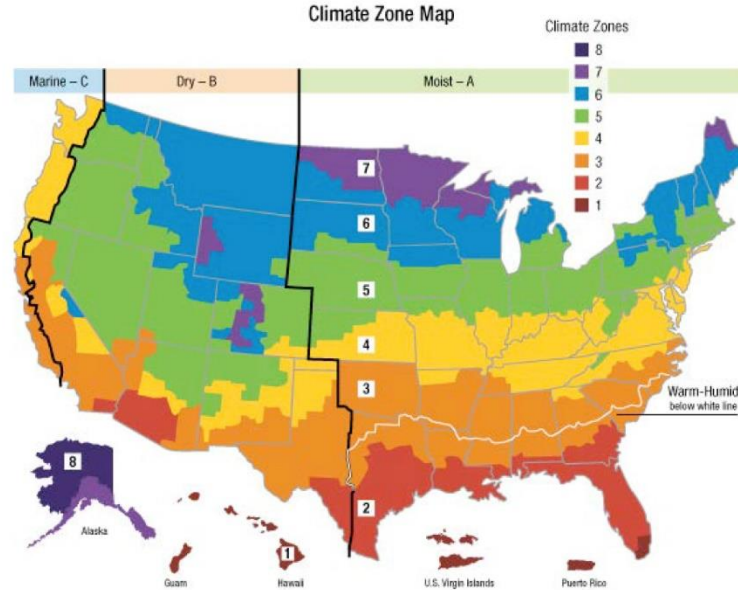 Climate Zone Map
Climate Zones
8
7
6
5
4
3
2
1
Marine – C
Dry – B
Moist – A
7
6
5
4
3
Warm-Humid
below white line
8
2
1
Alaska
Guam
Hawaii
U.S. Virgin Islands
Puerto Rico